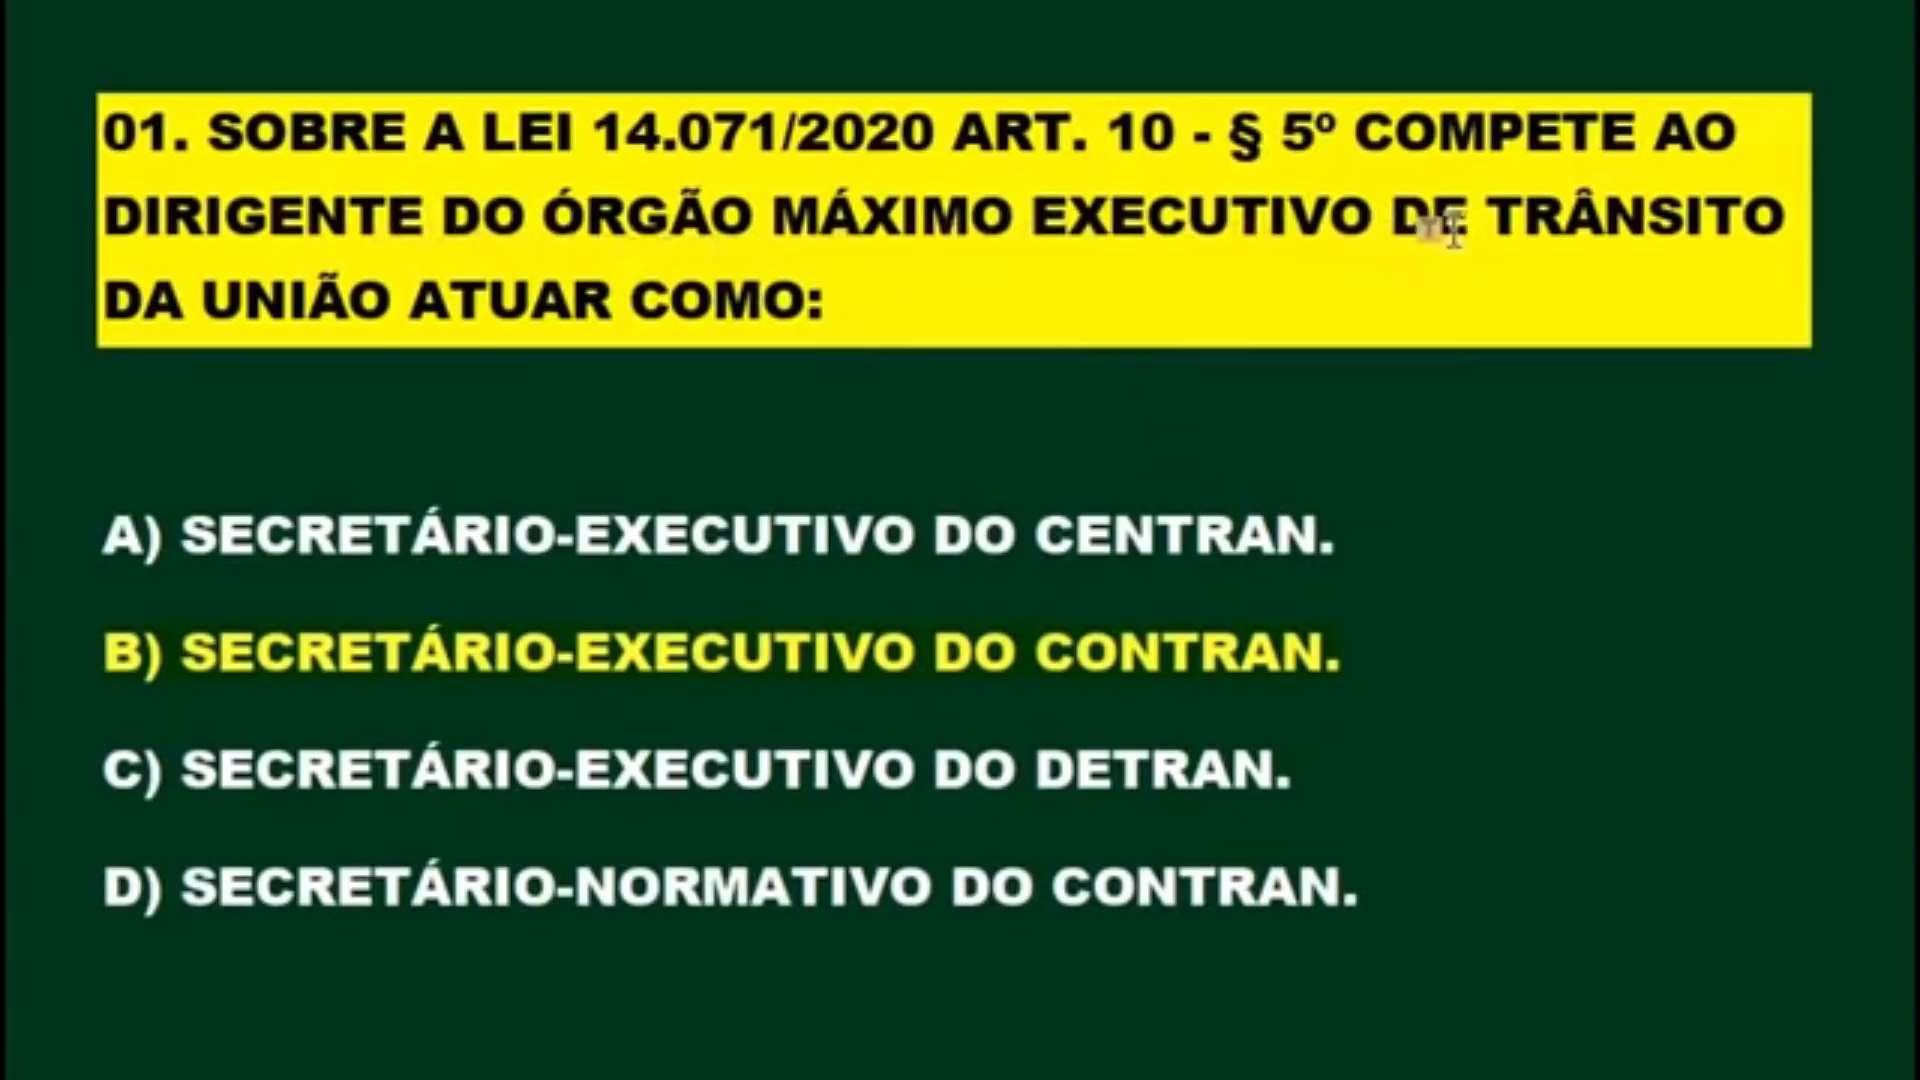 01. SOBRE A LEI 14.071/2020 ART. 10 - § 5º COMPETE AO
DIRIGENTE DO ÓRGÃO MÁXIMO EXECUTIVO DE TRÂNSITO
DA UNIÃO ATUAR COMO:
A) SECRETÁRIO-EXECUTIVO DO CENTRAN.
B) SECRETÁRIO-EXECUTIVO DO CONTRAN.
C) SECRETÁRIO-EXECUTIVO DO DETRAN.
D) SECRETÁRIO-NORMATIVO DO CONTRAN.